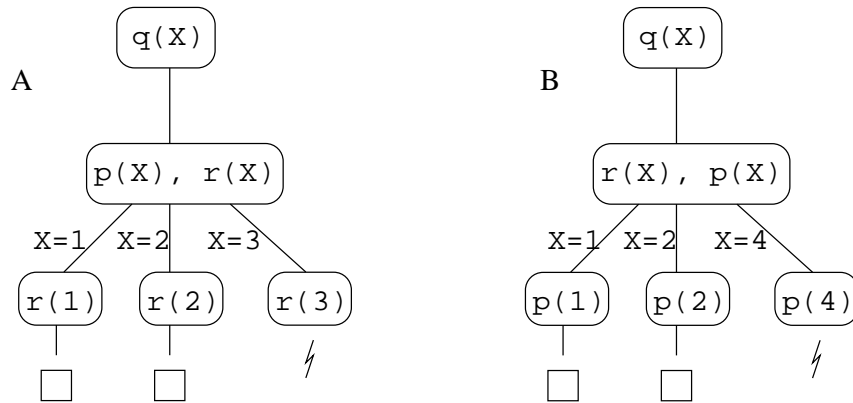 q(X)
A
p(X), r(X)
X=1 X=2 X=3
r(1) r(2) r(3)
q(X)
B
r(X), p(X)
X=1 X=2 X=4
p(1) p(2) p(4)